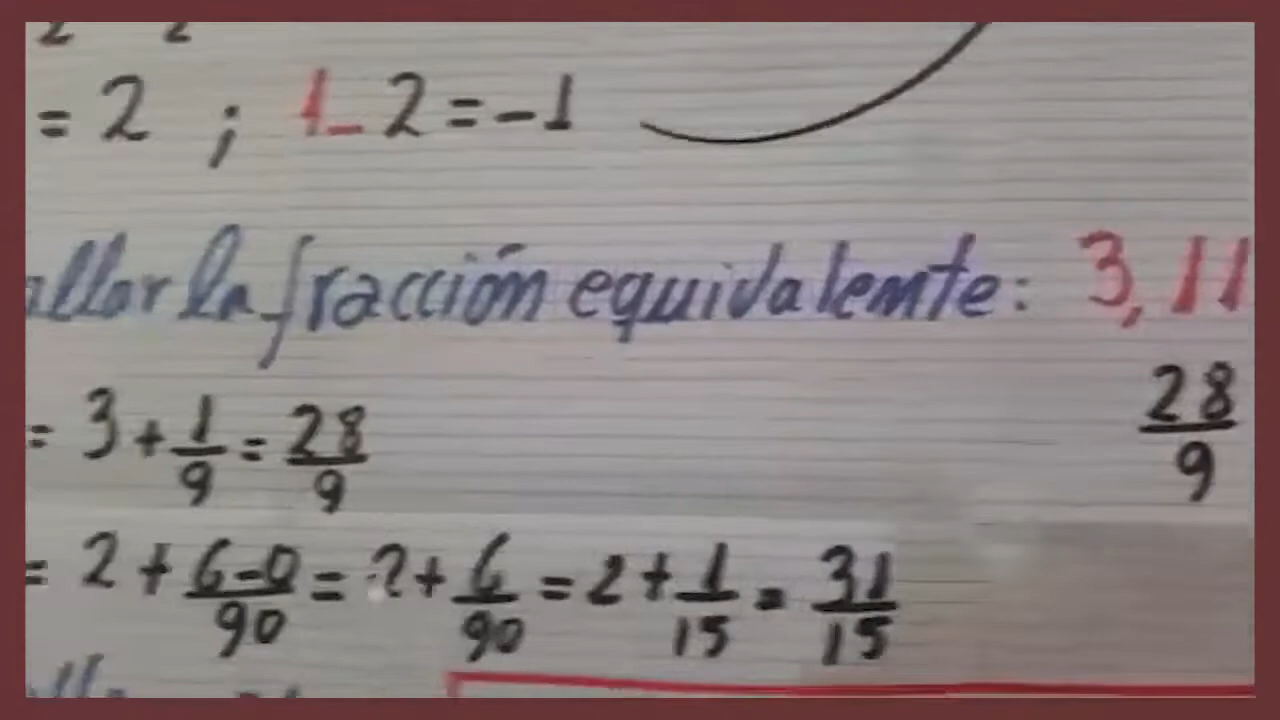 = 2 ; 1_ 2 = -1
allar la fracción equivalente: 3,11
= 3 + 1/9 = 28/9
28/9
= 2 + 6-0/90 = 2 + 6/90 = 2 + 1/15 = 31/15